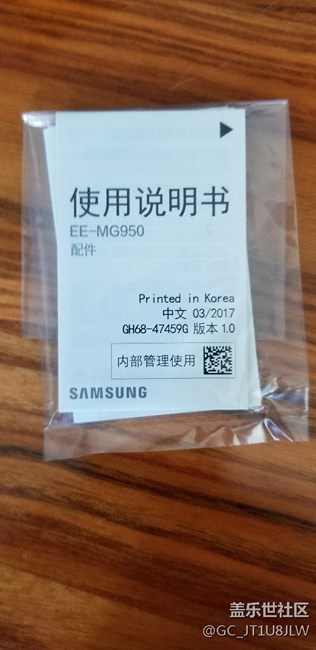 使用说明书
EE-MG950
配件
Printed in Korea
中文 03/2017
GH68-47459G 版本 1.0
内部管理使用
SAMSUNG
盖乐世社区
@GC_JT1U8JLW